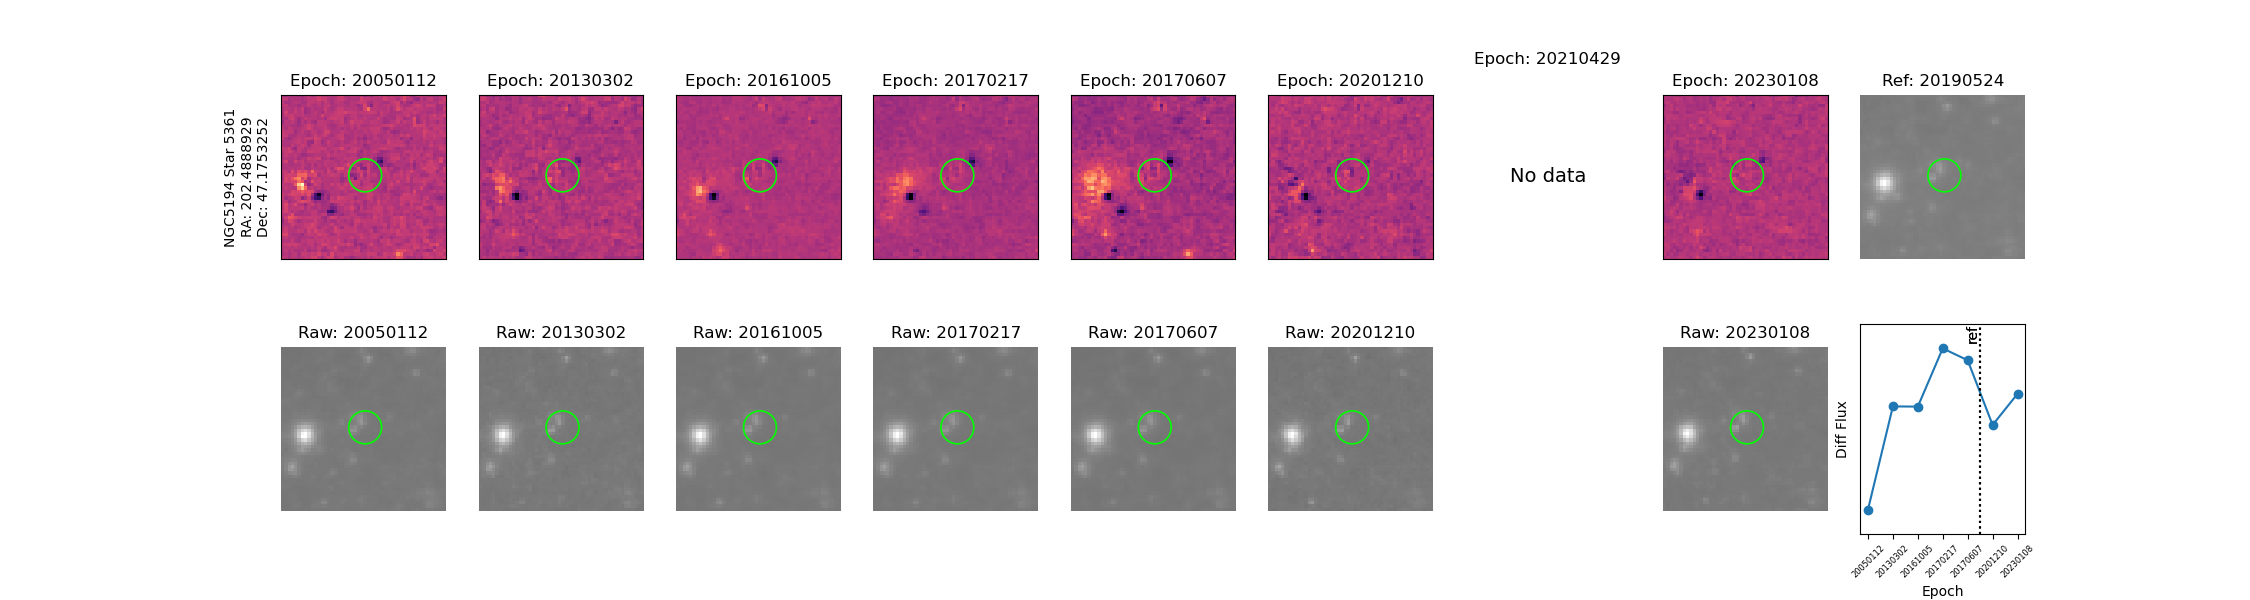 Epoch: 20210429
Epoch: 20050112
Epoch: 20130302
Epoch: 20161005
Epoch: 20170217
Epoch: 20170607
Epoch: 20201210
Epoch: 20230108
Ref: 20190524
NGC5194 Star 5361
RA: 202.4888929
Dec: 47.1753252
No data
Raw: 20050112
Raw: 20130302
Raw: 20161005
Raw: 20170217
Raw: 20170607
Raw: 20201210
Raw: 20230108
ref
Diff Flux
20050112
20130302
20161005
20170217
20170607
20201210
20230108
Epoch